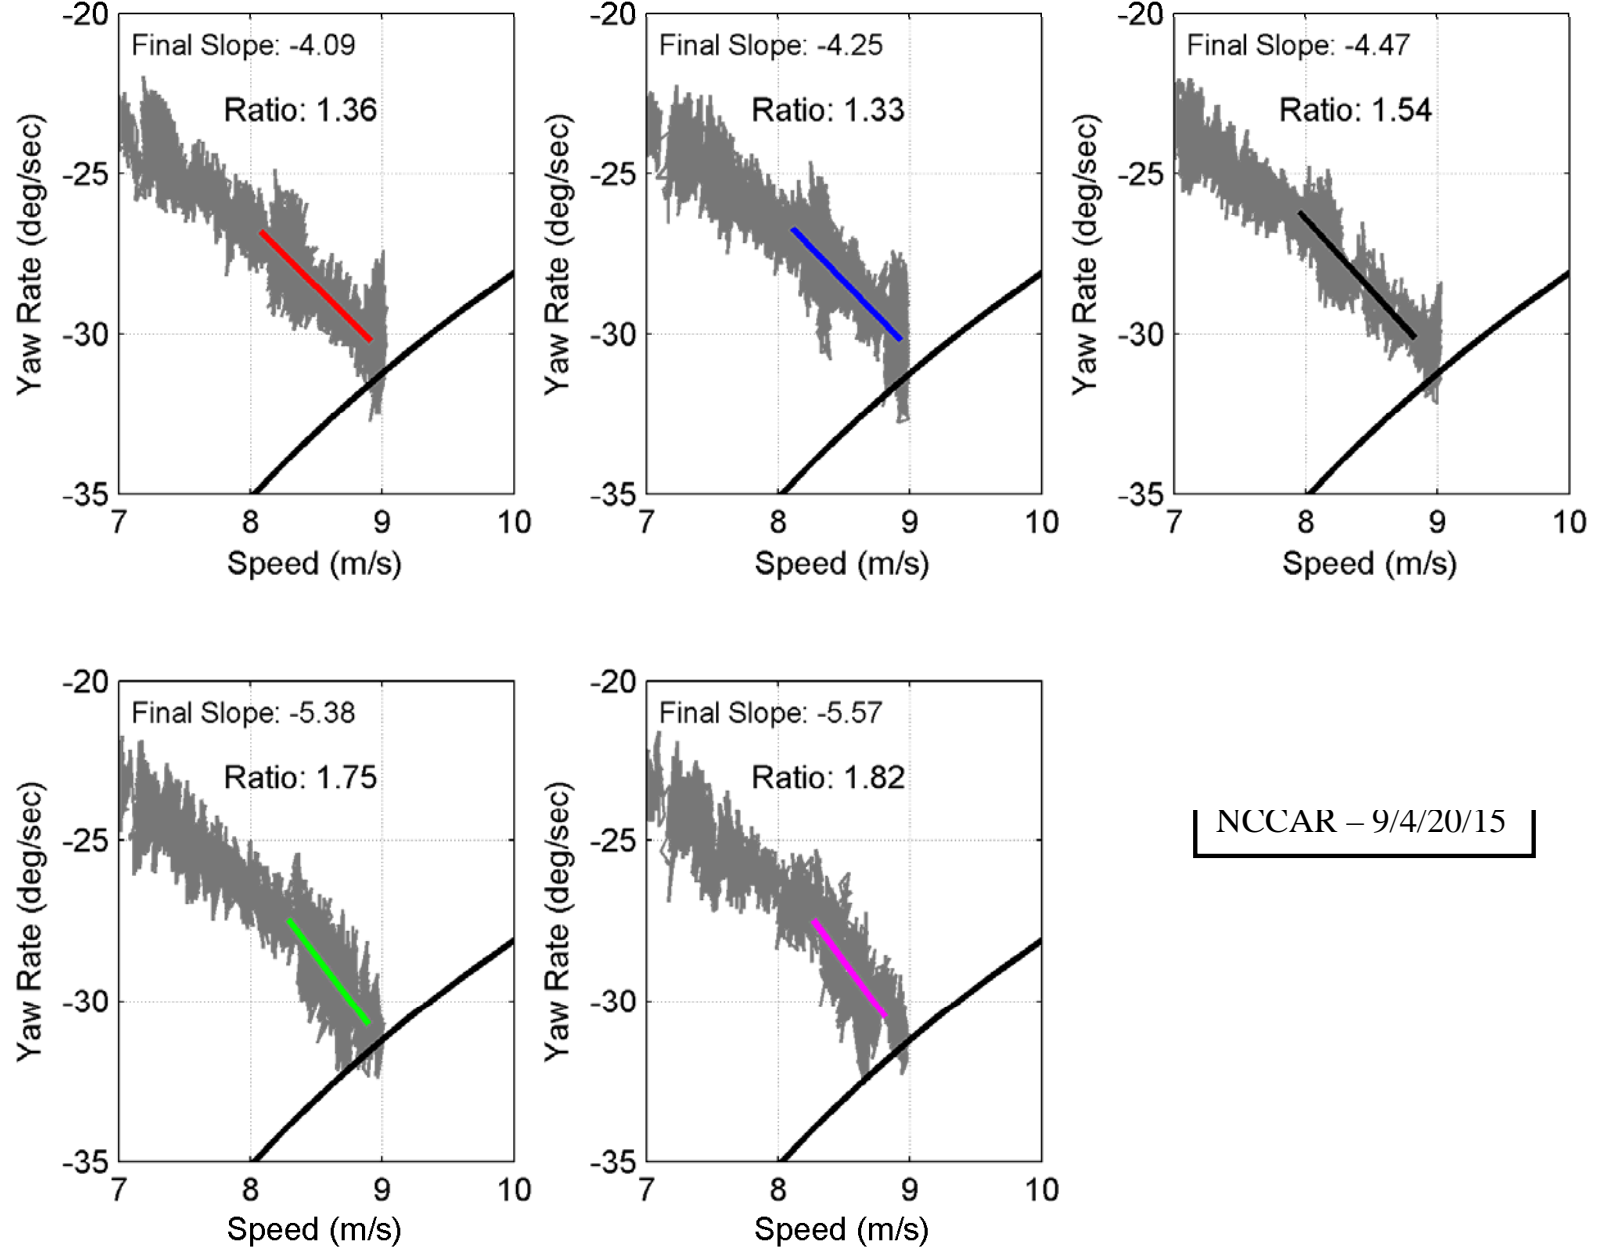 Final Slope: -4.09
Ratio: 1.36
-20
-25
-30
-35
7 8 9 10
Speed (m/s)
Yaw Rate (deg/sec)
Final Slope: -4.25
Ratio: 1.33
-20
-25
-30
-35
7 8 9 10
Speed (m/s)
Yaw Rate (deg/sec)
Final Slope: -4.47
Ratio: 1.54
-20
-25
-30
-35
7 8 9 10
Speed (m/s)
Yaw Rate (deg/sec)
Final Slope: -5.38
Ratio: 1.75
-20
-25
-30
-35
7 8 9 10
Speed (m/s)
Yaw Rate (deg/sec)
Final Slope: -5.57
Ratio: 1.82
-20
-25
-30
-35
7 8 9 10
Speed (m/s)
Yaw Rate (deg/sec)
NCCAR – 9/4/20/15